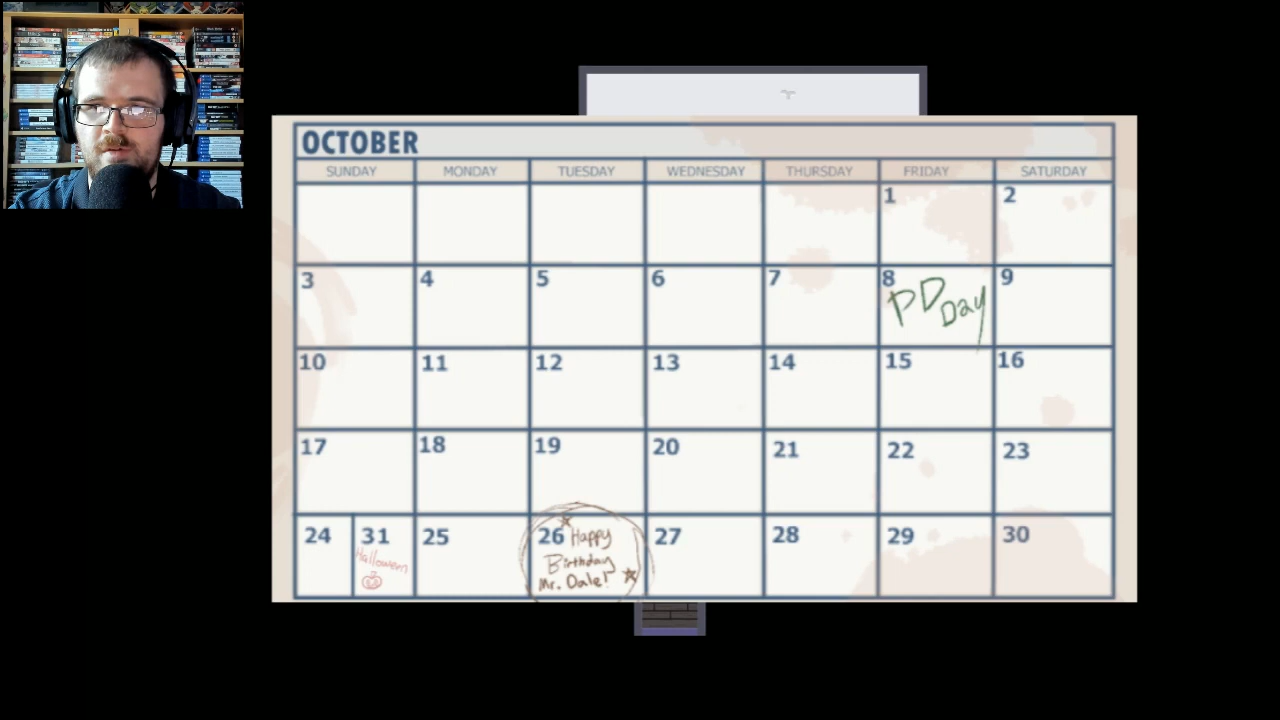 OCTOBER
SUNDAY MONDAY TUESDAY WEDNESDAY THURSDAY FRIDAY SATURDAY
1 2
3 4 5 6 7 8 9
PD Day
10 11 12 13 14 15 16
17 18 19 20 21 22 23
24 31 25 26 Happy 27 28 29 30
Halloween
Birthday
Mr. Dale!